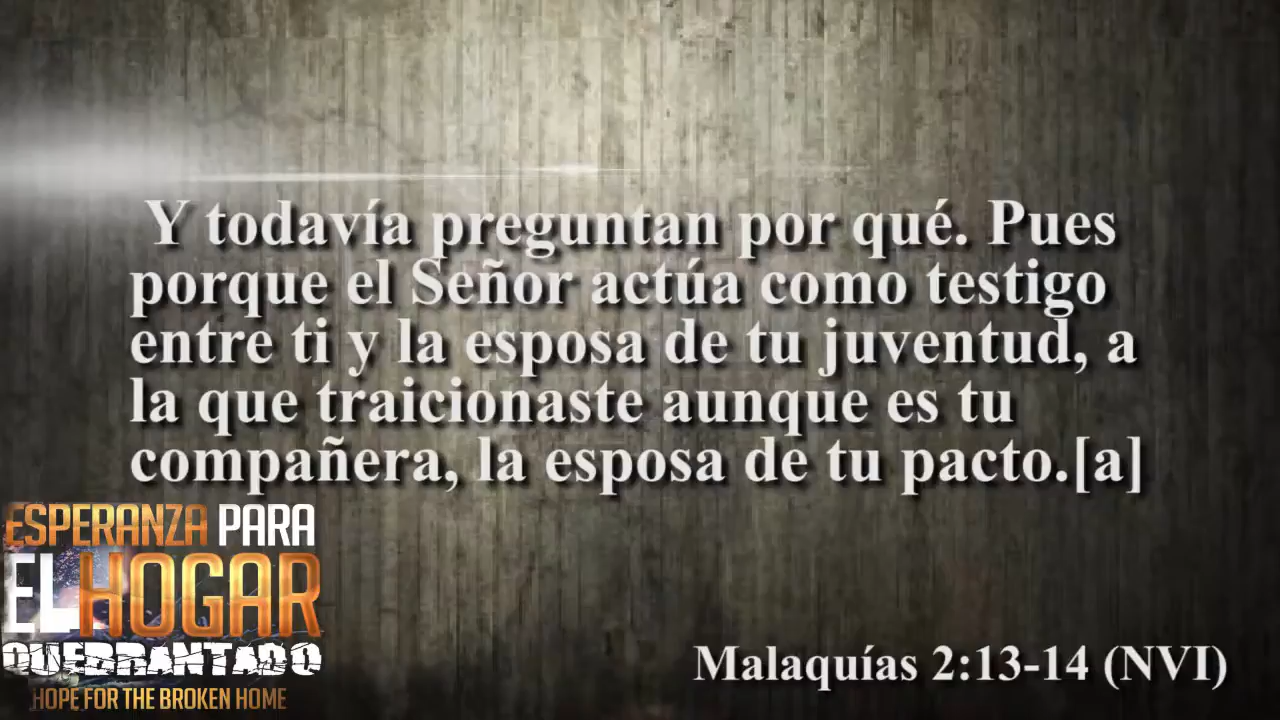 Y todavía preguntan por qué. Pues
porque el Señor actúa como testigo
entre ti y la esposa de tu juventud, a
la que traicionaste aunque es tu
compañera, la esposa de tu pacto.[a]
ESPERANZA PARA
EL HOGAR
QUEBRANTADO
HOPE FOR THE BROKEN HOME
Malaquías 2:13-14 (NVI)